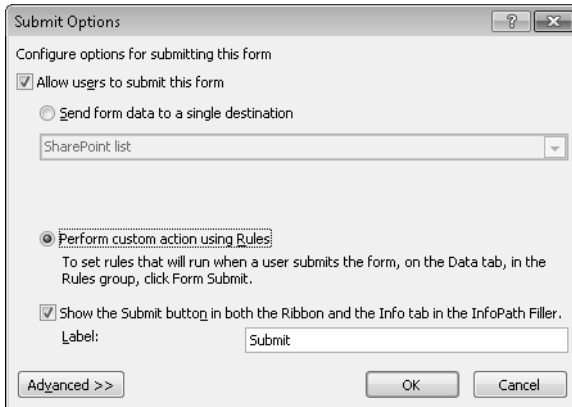 Submit Options
Configure options for submitting this form
Allow users to submit this form
Send form data to a single destination
SharePoint list
Perform custom action using Rules
To set rules that will run when a user submits the form, on the Data tab, in the
Rules group, click Form Submit.
Show the Submit button in both the Ribbon and the Info tab in the InfoPath Filler.
Label: Submit
Advanced >> OK Cancel